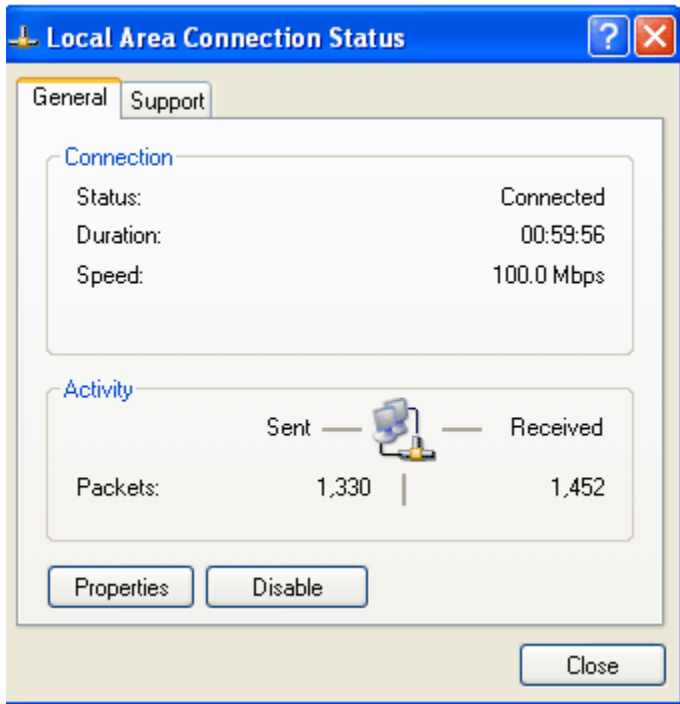 Local Area Connection Status
General Support
Connection
Status: Connected
Duration: 00:59:56
Speed: 100.0 Mbps
Activity
Sent Received
Packets: 1,330 1,452
Properties Disable
Close